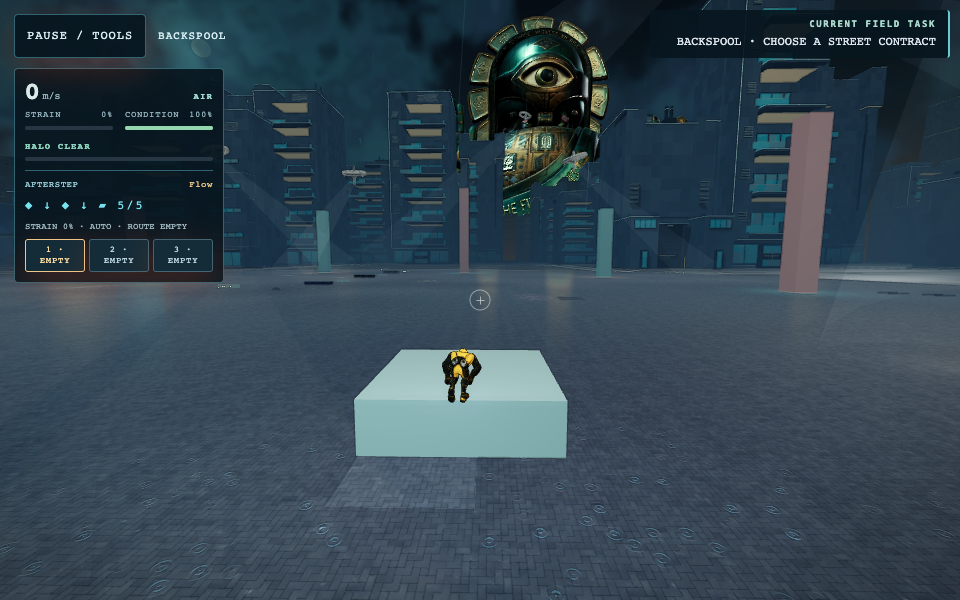 PAUSE / TOOLS
BACKSPOOL
CURRENT FIELD TASK
BACKSPOOL · CHOOSE A STREET CONTRACT
0 m/s
AIR
STRAIN 0%
CONDITION 100%
HALO CLEAR
AFTERSTEP
Flow
5/5
STRAIN 0% · AUTO · ROUTE EMPTY
1 · EMPTY
2 · EMPTY
3 · EMPTY